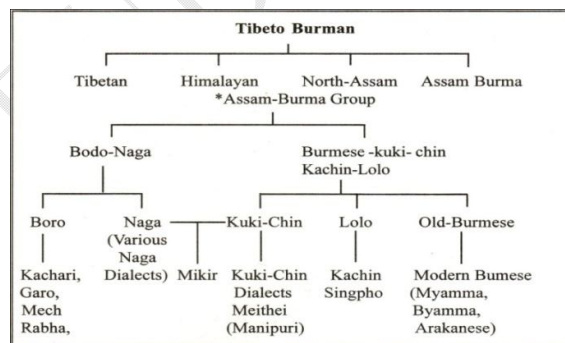 Tibeto Burman
Tibetan Himalayan North-Assam Assam Burma
*Assam-Burma Group
Bodo-Naga
Burmese -kuki- chin
Kachin-Lolo
Boro
Naga
(Various
Naga
Dialects)
Mikir
Kuki-Chin
Lolo
Old-Burmese
Kachari,
Garo,
Mech
Rabha,
Kuki-Chin
Dialects
Meithei
(Manipuri)
Kachin
Singpho
Modern Bumese
(Myamma,
Byamma,
Arakanese)